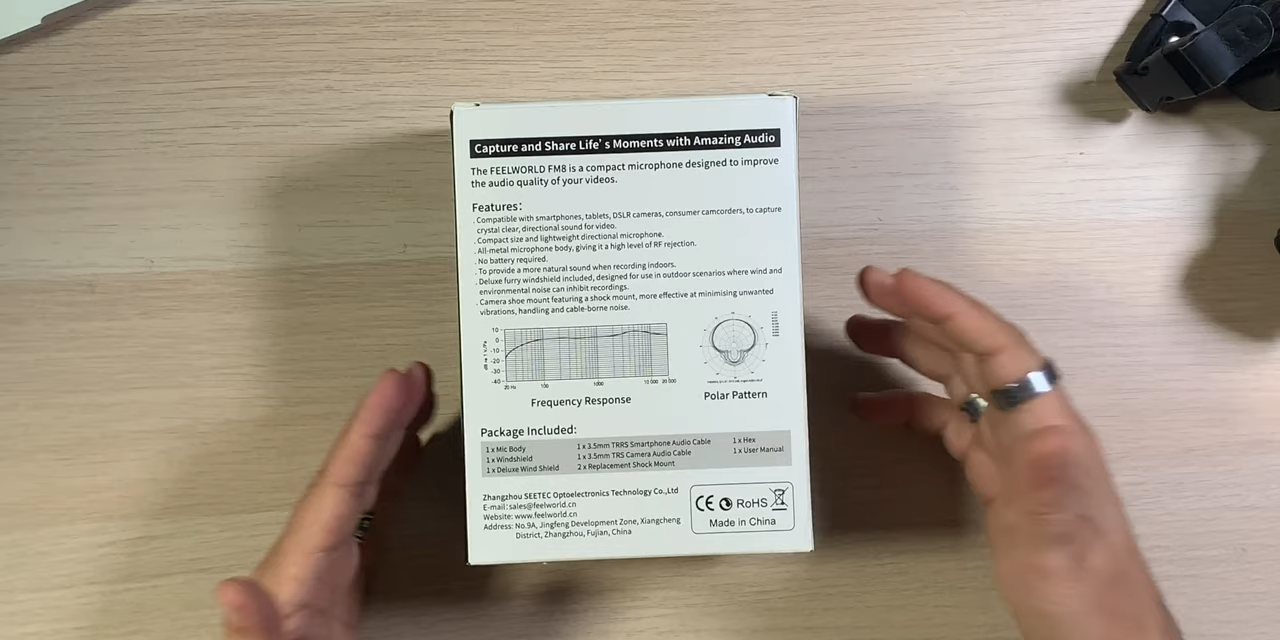 Capture and Share Life' s Moments with Amazing Audio
The FEELWORLD FM8 is a compact microphone designed to improve
the audio quality of your videos.
Features:
. Compatible with smartphones, tablets, DSLR cameras, consumer camcorders, to capture
crystal clear, directional sound for video.
. Compact size and lightweight directional microphone.
. All-metal microphone body, giving it a high level of RF rejection.
. No battery required.
. To provide a more natural sound when recording indoors.
. Deluxe furry windshield included, designed for use in outdoor scenarios where wind and
environmental noise can inhibit recordings.
. Camera shoe mount featuring a shock mount, more effective at minimising unwanted
vibrations, handling and cable-borne noise.
10
0
-10
-20
-30
-40
20 Hz 100 1000 10 000 20 000
Frequency Response
Polar Pattern
Package Included:
1 x Mic Body
1 x Windshield
1 x Deluxe Wind Shield
1 x 3.5mm TRRS Smartphone Audio Cable
1 x 3.5mm TRS Camera Audio Cable
2 x Replacement Shock Mount
1 x Hex
1 x User Manual
Zhangzhou SEETEC Optoelectronics Technology Co.,Ltd
E-mail:sales@feelworld.cn
Website: www.feelworld.cn
Address: No.9A, Jingfeng Development Zone, Xiangcheng
District, Zhangzhou, Fujian, China
CE RoHS
Made in China